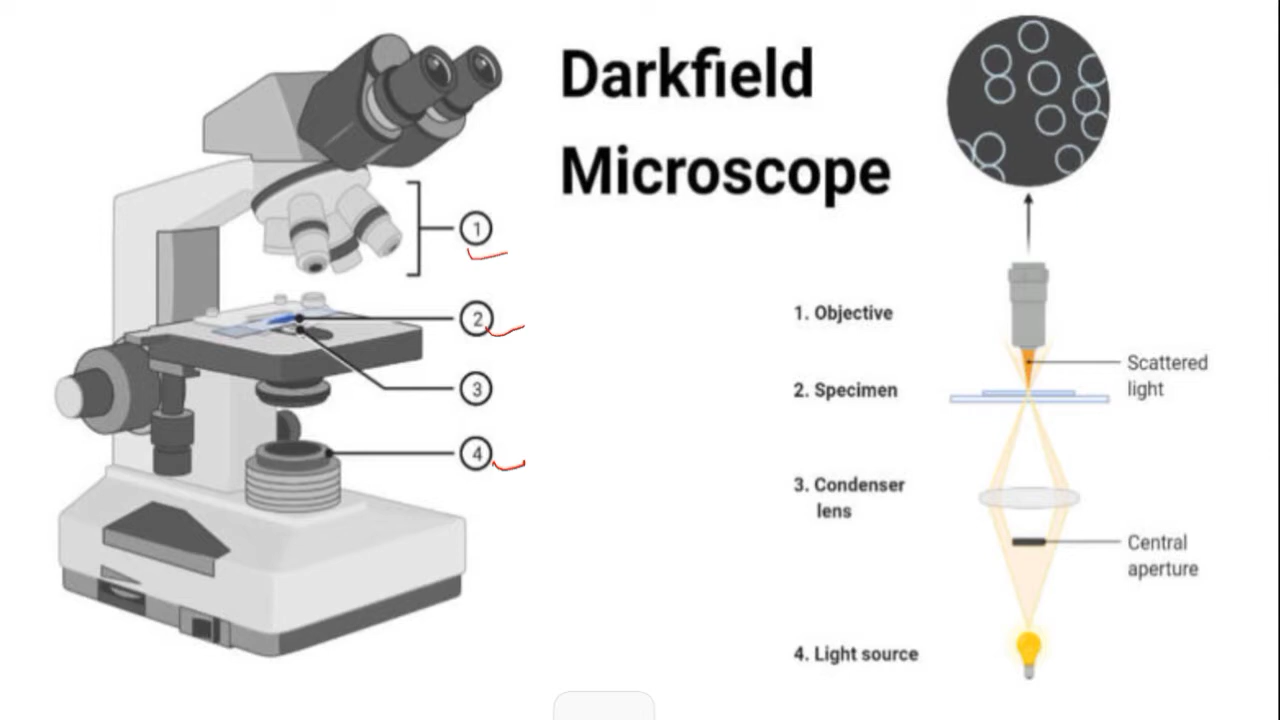 Darkfield
Microscope
1
2
3
4
1. Objective
Scattered
light
2. Specimen
3. Condenser
lens
Central
aperture
4. Light source